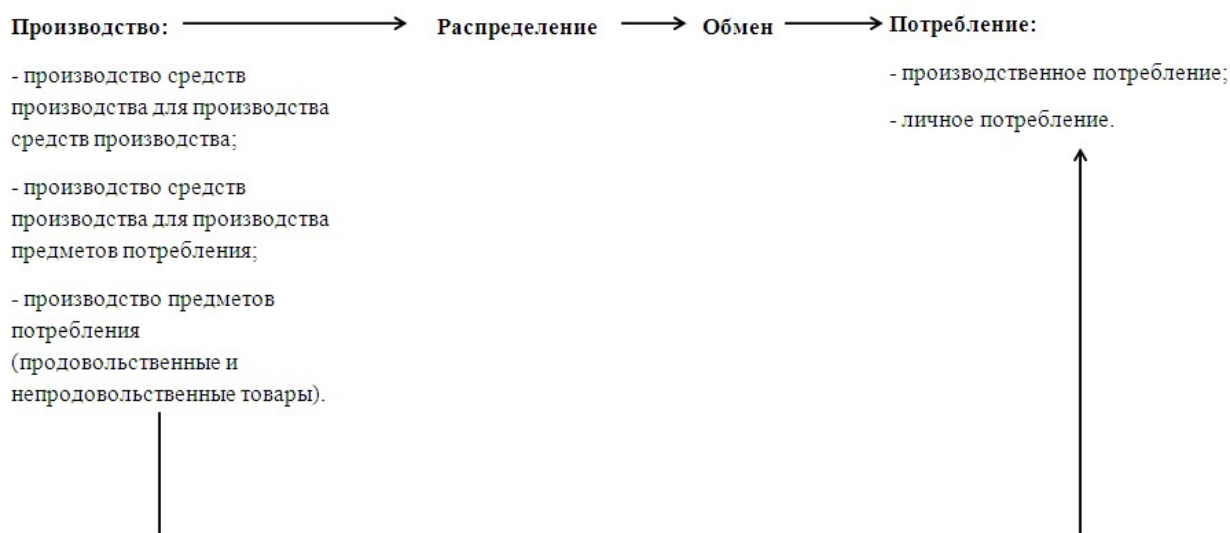 Производство:
Распределение
Обмен
Потребление:
- производство средств
производства для производства
средств производства;
- производство средств
производства для производства
предметов потребления;
- производство предметов
потребления
(продовольственные и
непродовольственные товары).
- производственное потребление;
- личное потребление.